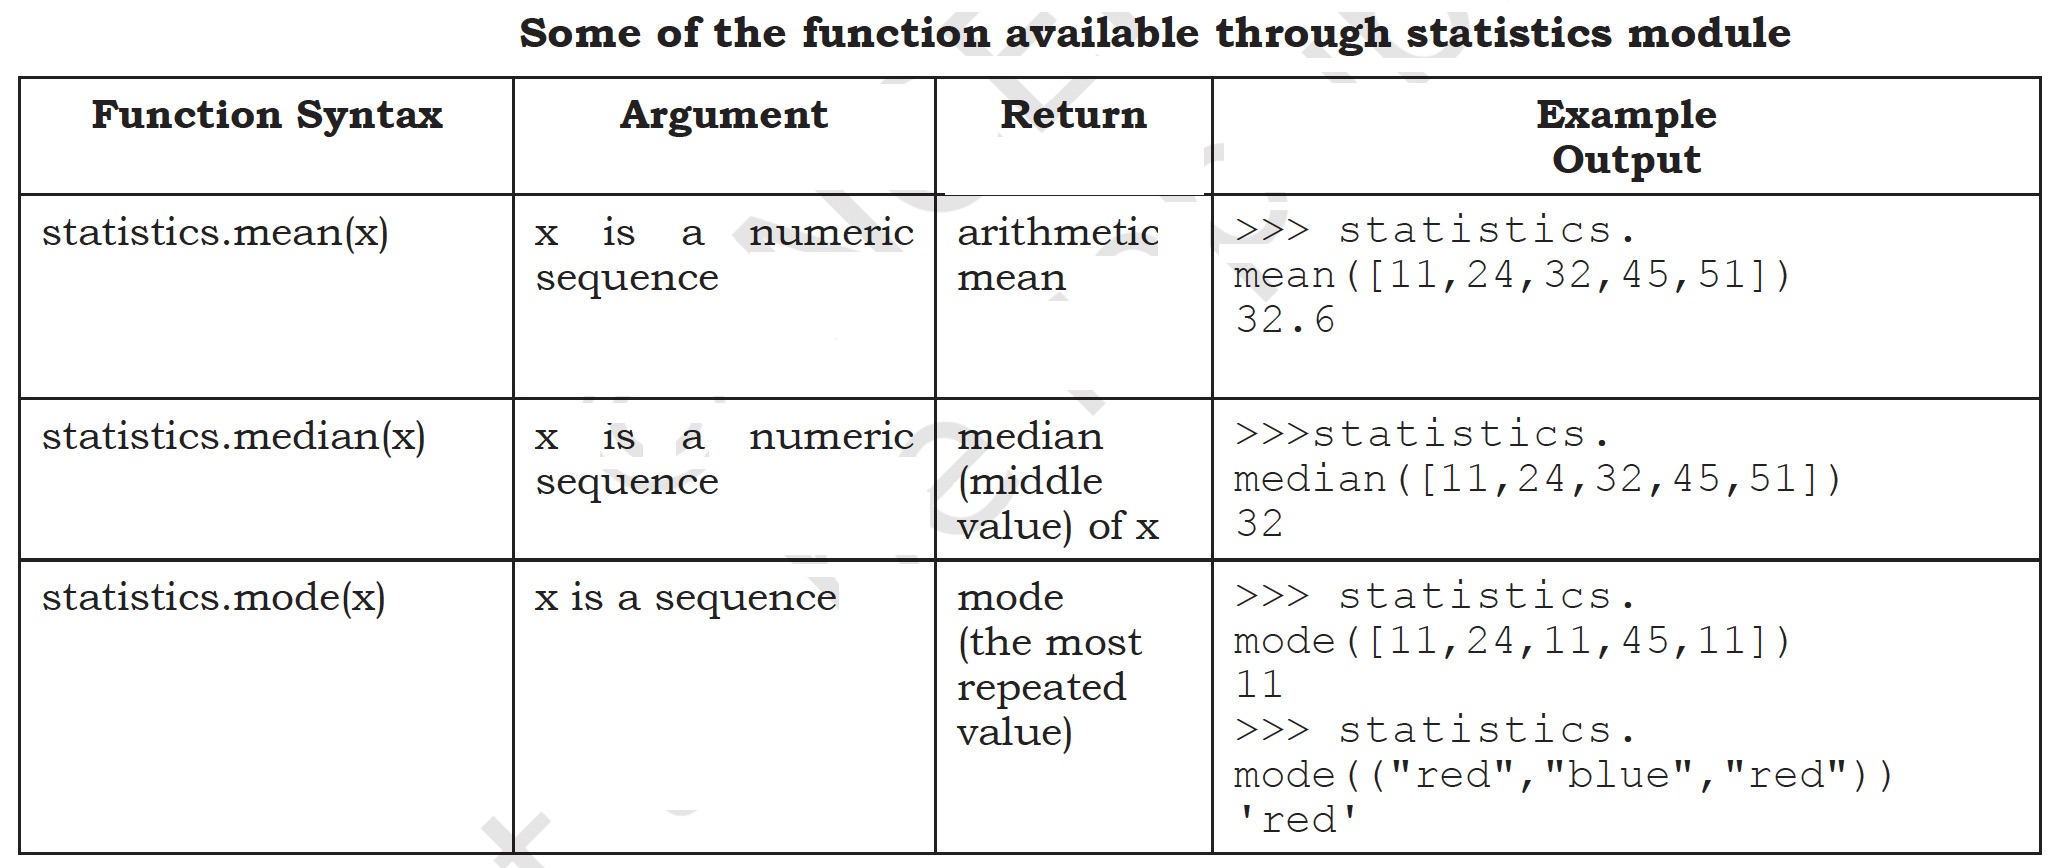 Some of the function available through statistics module
Function Syntax
Argument
Return
Example
Output
statistics.mean(x)
x is a numeric
sequence
arithmetic
mean
>>> statistics.
mean([11,24,32,45,51])
32.6
statistics.median(x)
x is a numeric
sequence
median
(middle
value) of x
>>>statistics.
median([11,24,32,45,51])
32
statistics.mode(x)
x is a sequence
mode
(the most
repeated
value)
>>> statistics.
mode([11,24,11,45,11])
11
>>> statistics.
mode(("red","blue","red"))
'red'